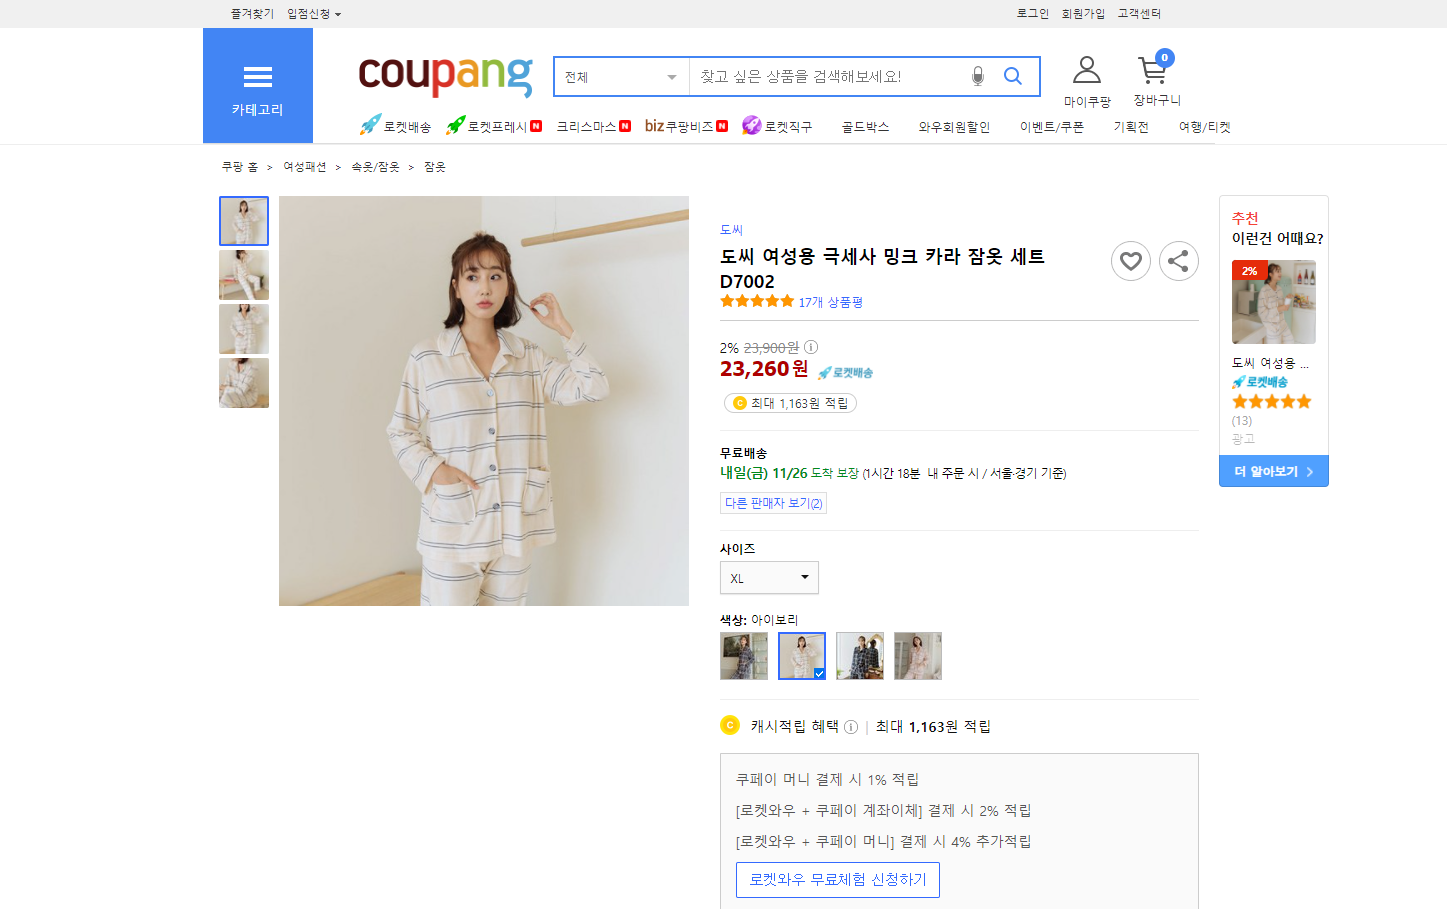 즐겨찾기 입점신청
로그인 회원가입 고객센터
카테고리
coupang
전체
찾고 싶은 상품을 검색해보세요!
마이쿠팡
0
장바구니
로켓배송
로켓프레시 N
크리스마스 N
biz 쿠팡비즈 N
로켓직구
골드박스
와우회원할인
이벤트/쿠폰
기획전
여행/티켓
쿠팡 홈 > 여성패션 > 속옷/잠옷 > 잠옷
도씨
도씨 여성용 극세사 밍크 카라 잠옷 세트
D7002
17개 상품평
2% 23,900원
23,260원 로켓배송
최대 1,163원 적립
무료배송
내일(금) 11/26 도착 보장 (1시간 18분 내 주문 시 / 서울·경기 기준)
다른 판매자 보기(2)
사이즈
XL
색상: 아이보리
캐시적립 혜택 | 최대 1,163원 적립
쿠페이 머니 결제 시 1% 적립
[로켓와우 + 쿠페이 계좌이체] 결제 시 2% 적립
[로켓와우 + 쿠페이 머니] 결제 시 4% 추가적립
로켓와우 무료체험 신청하기
추천
이런건 어때요?
2%
도씨 여성용 ...
로켓배송
(13)
광고
더 알아보기 >